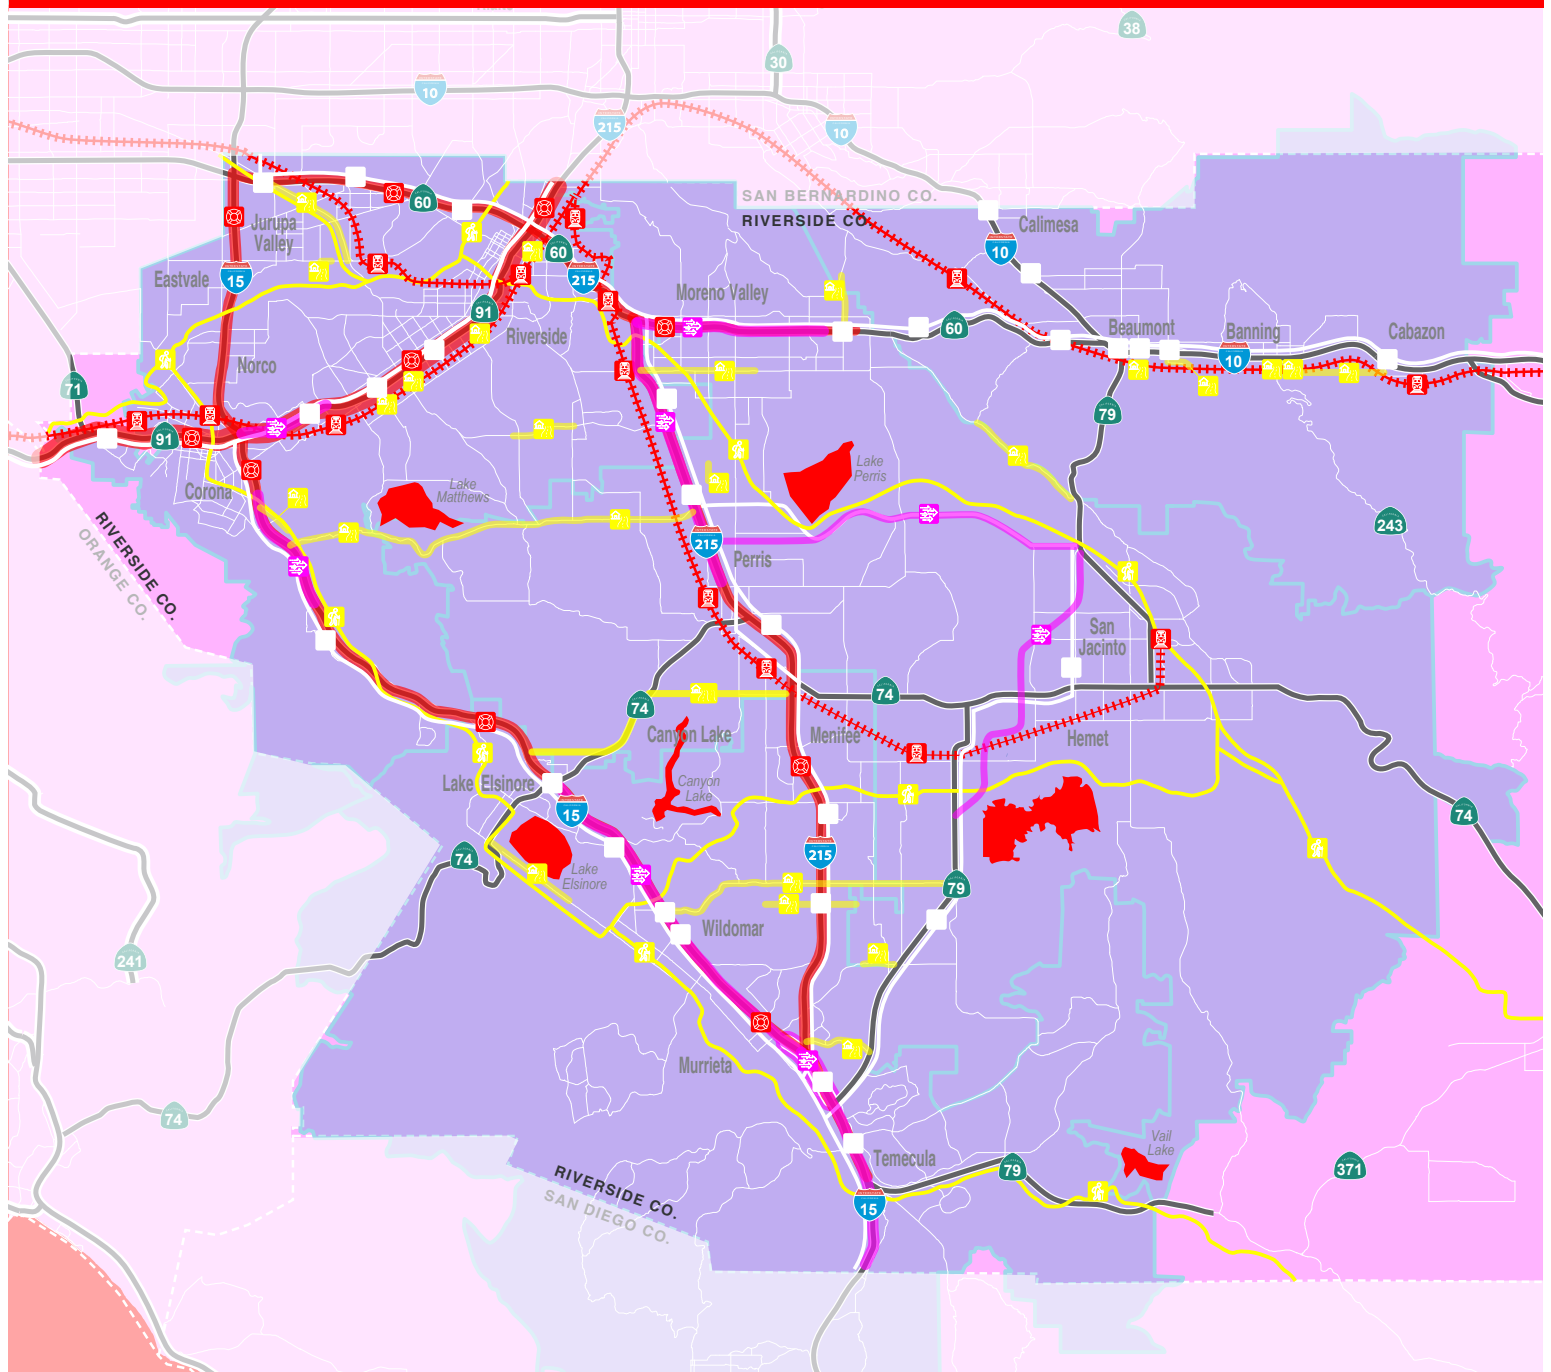 38
30
10
215
10
SAN BERNARDINO CO.
RIVERSIDE CO.
60
Jurupa
Valley
Calimesa
10
60
215
15
Eastvale
Moreno Valley
91
Riverside
60
Beaumont
Banning
Cabazon
10
Norco
71
79
91
Corona
Lake
Matthews
Lake
Perris
243
RIVERSIDE CO.
ORANGE CO.
215
Perris
San
Jacinto
74
74
Canyon Lake
Menifee
Hemet
Lake Elsinore
Canyon
Lake
15
74
215
74
Lake
Elsinore
79
Wildomar
241
Murrieta
74
Temecula
Vail
Lake
79
371
RIVERSIDE CO.
SAN DIEGO CO.
15